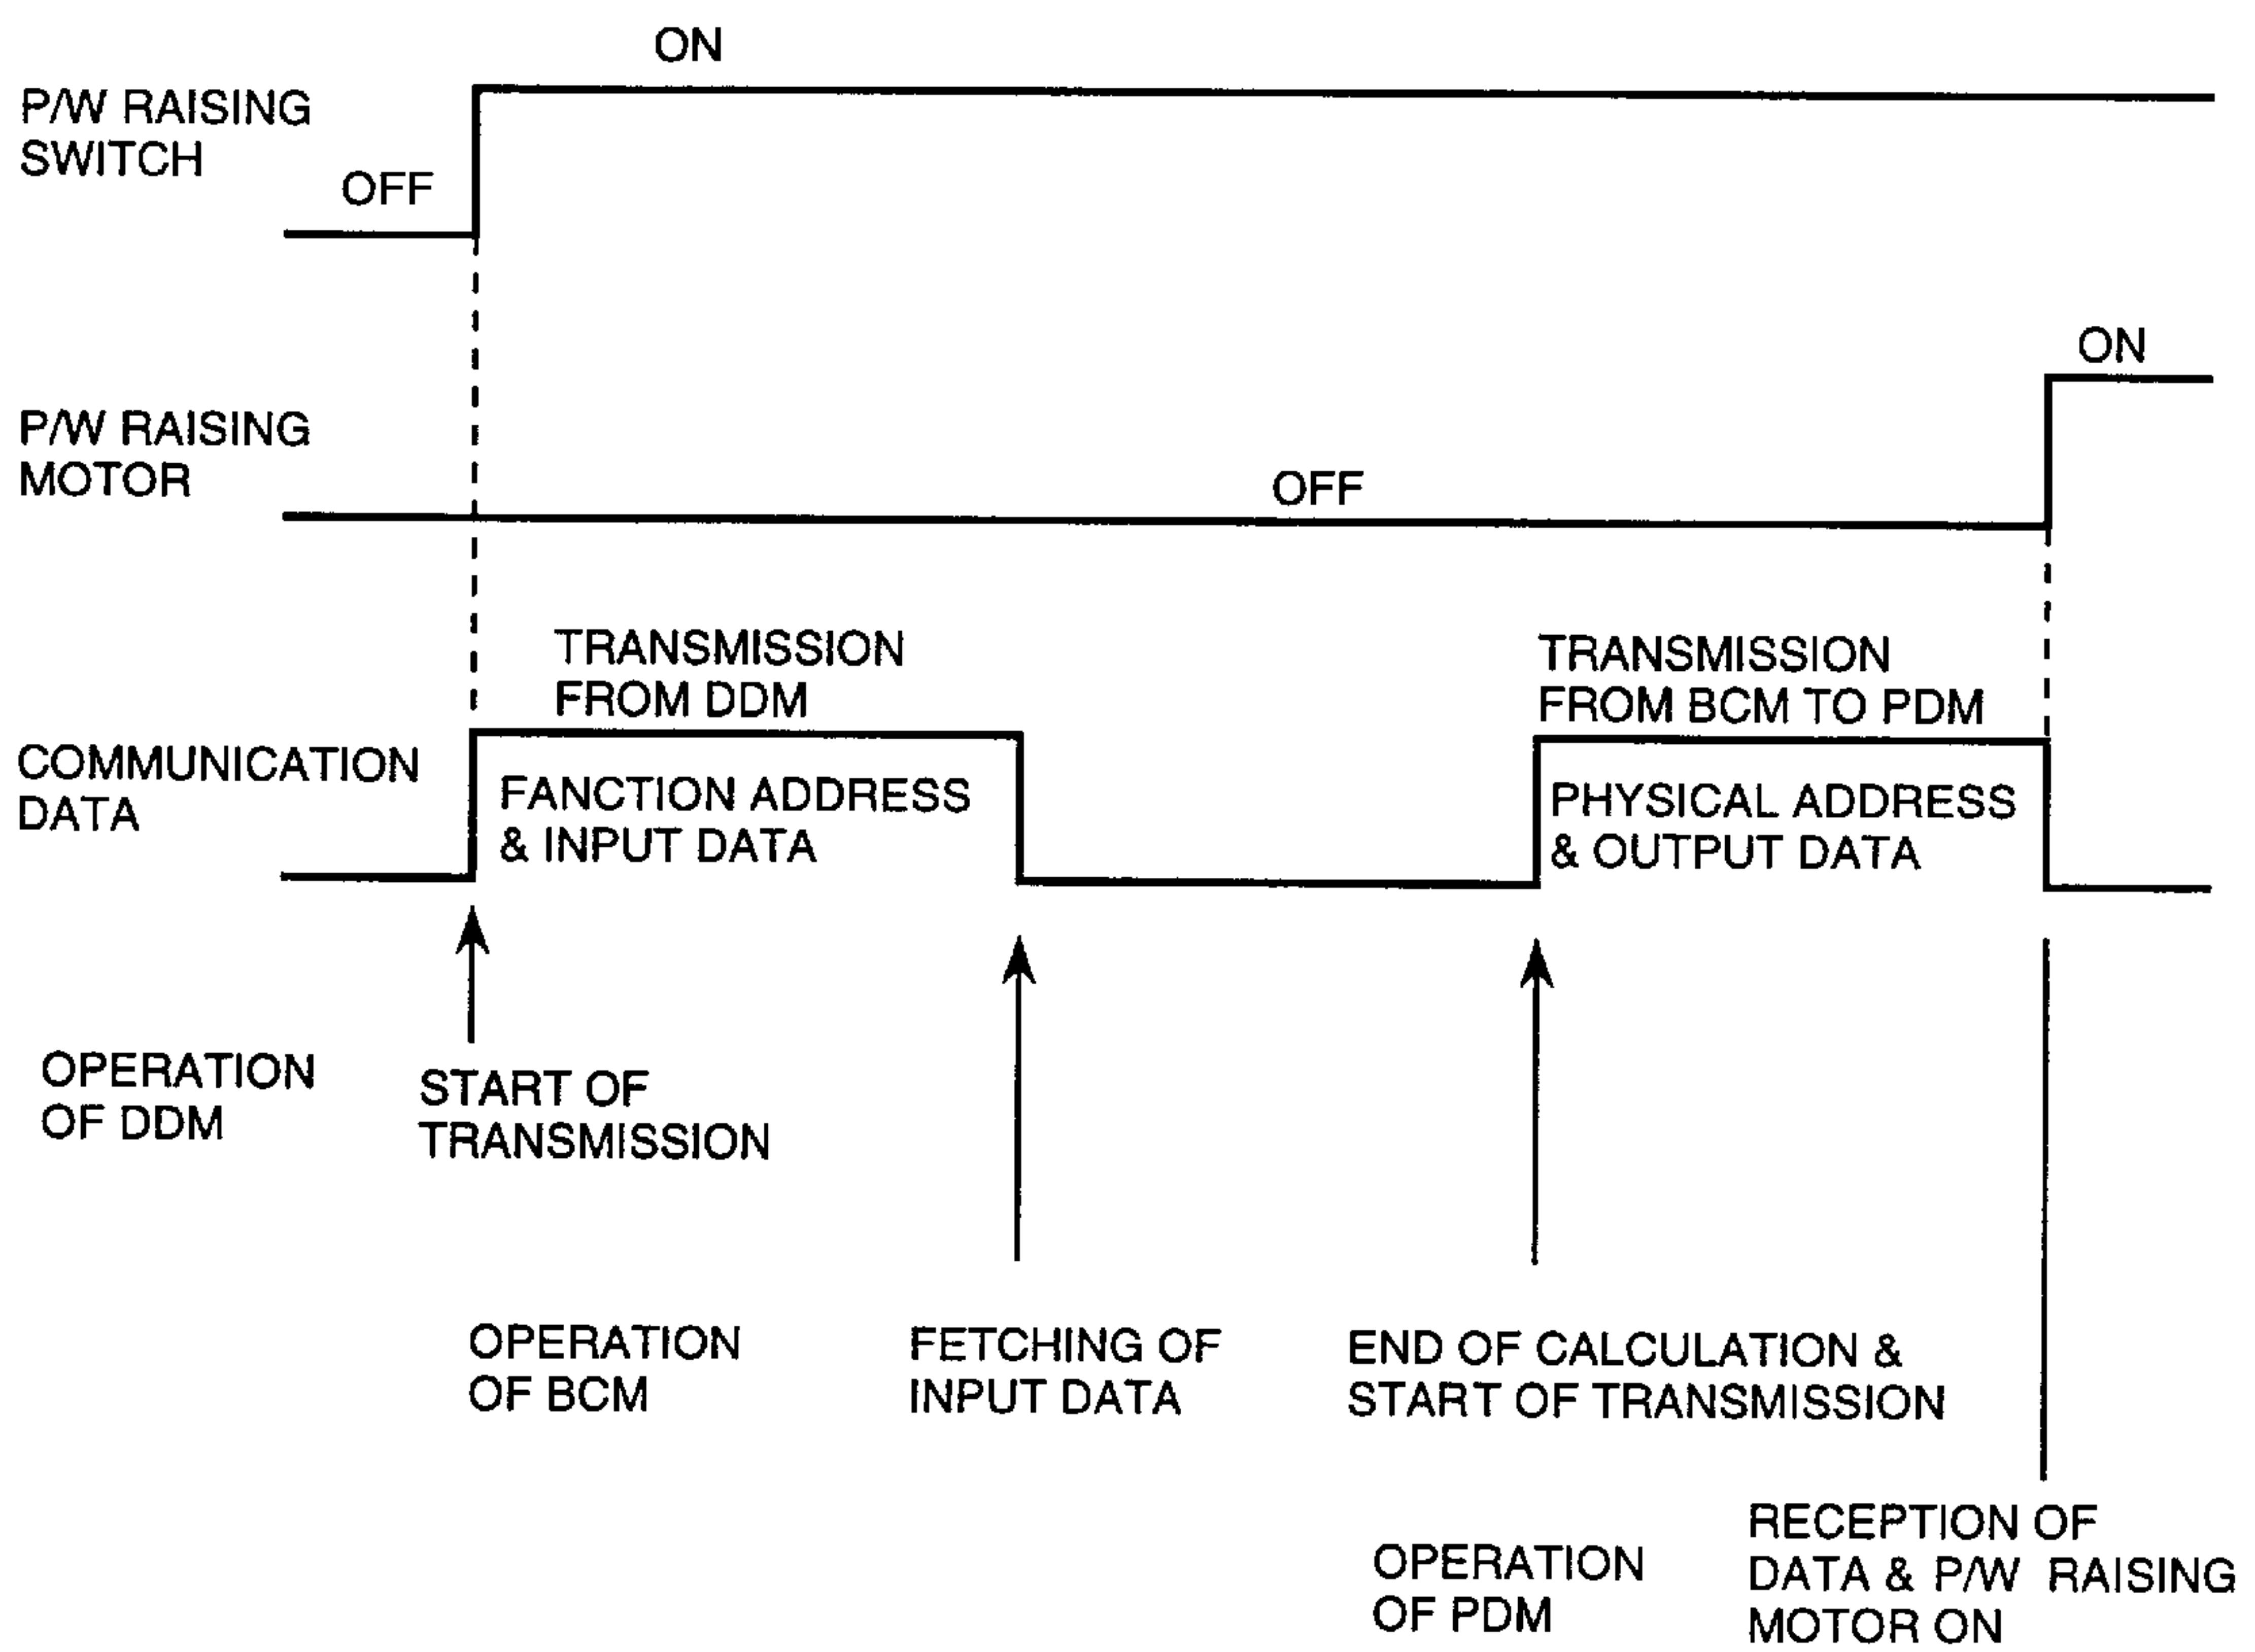 ON
P/W RAISING
SWITCH
OFF
ON
P/W RAISING
MOTOR
OFF
TRANSMISSION
FROM DDM
TRANSMISSION
FROM BCM TO PDM
COMMUNICATION
DATA
FANCTION ADDRESS
& INPUT DATA
PHYSICAL ADDRESS
& OUTPUT DATA
OPERATION
OF DDM
START OF
TRANSMISSION
OPERATION
OF BCM
FETCHING OF
INPUT DATA
END OF CALCULATION &
START OF TRANSMISSION
OPERATION
OF PDM
RECEPTION OF
DATA & P/W RAISING
MOTOR ON